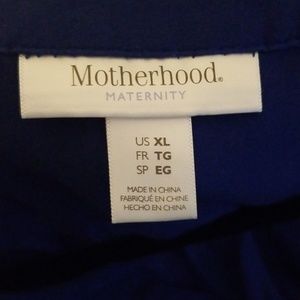 Motherhood®
MATERNITY
US XL
FR TG
SP EG
MADE IN CHINA
FABRIQUÉ EN CHINE
HECHO EN CHINA